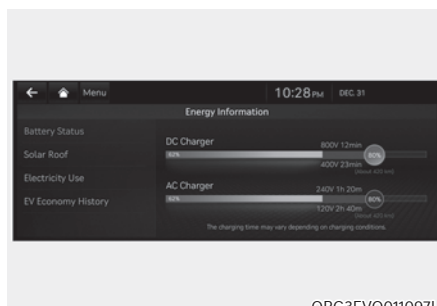 Menu
10:28 PM DEC. 31
Energy Information
Battery Status
Solar Roof
Electricity Use
EV Economy History
DC Charger
800V 12min
62%
80%
400V 23min
AC Charger
240V 1h 20m
62%
80%
120V 2h 40m
The charging time may vary depending on charging conditions.